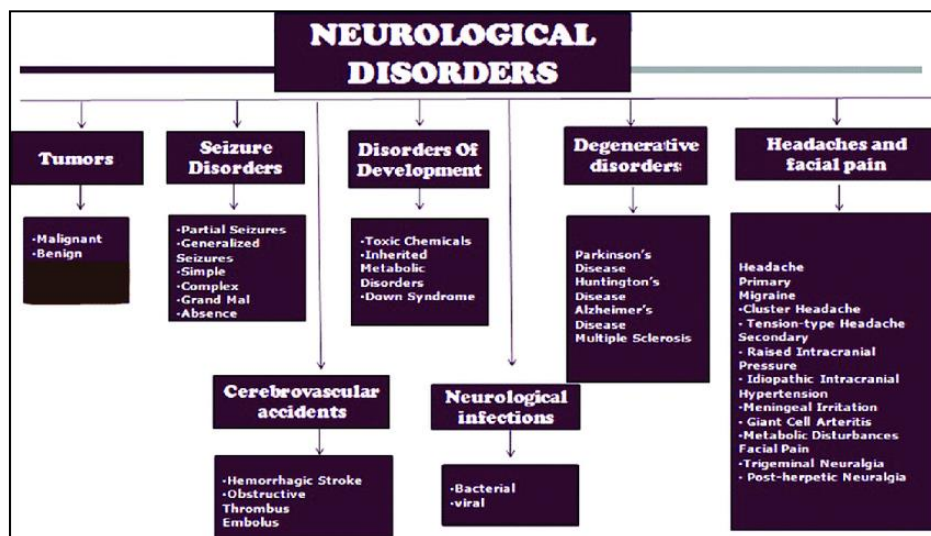 NEUROLOGICAL
DISORDERS
Tumors
·Malignant
·Benign
Seizure
Disorders
·Partial Seizures
·Generalized
Seizures
·Simple
·Complex
·Grand Mal
·Absence
Disorders Of
Development
·Toxic Chemicals
·Inherited
Metabolic
Disorders
·Down Syndrome
Degenerative
disorders
Parkinson's
Disease
Huntington's
Disease
Alzheimer's
Disease
Multiple Sclerosis
Headaches and
facial pain
Headache
Primary
Migraine
·Cluster Headache
· Tension-type Headache
Secondary
· Raised Intracranial
Pressure
· Idiopathic Intracranial
Hypertension
·Meningeal Irritation
· Giant Cell Arteritis
·Metabolic Disturbances
Facial Pain
·Trigeminal Neuralgia
· Post-herpetic Neuralgia
Cerebrovascular
accidents
·Hemorrhagic Stroke
·Obstructive
Thrombus
Embolus
Neurological
infections
·Bacterial
·viral